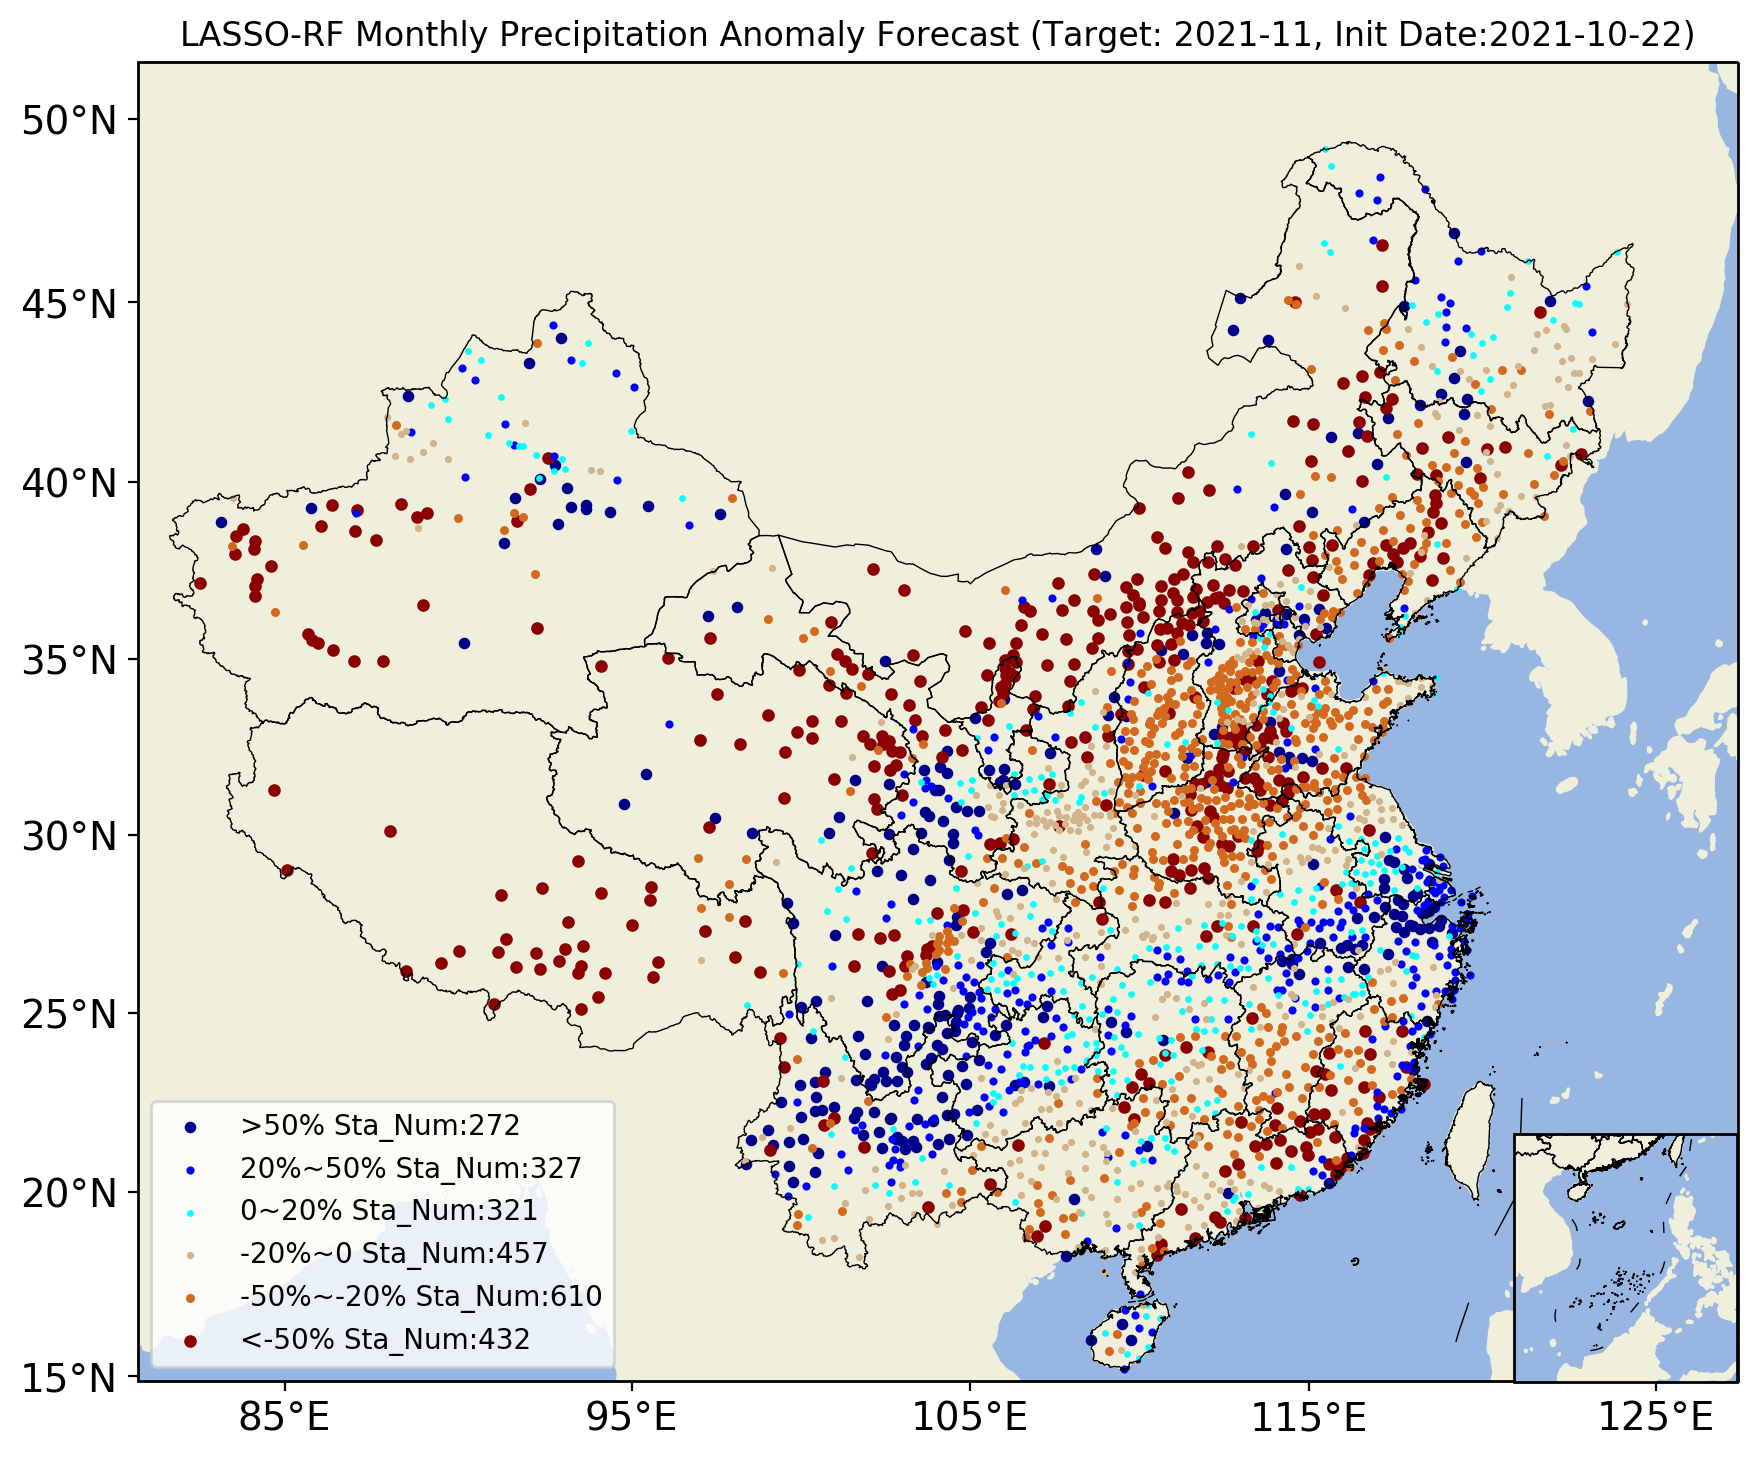 LASSO-RF Monthly Precipitation Anomaly Forecast (Target: 2021-11, Init Date:2021-10-22)
50°N
45°N
40°N
35°N
30°N
25°N
20°N
15°N
>50% Sta_Num:272
20%~50% Sta_Num:327
0~20% Sta_Num:321
-20%~0 Sta_Num:457
-50%~-20% Sta_Num:610
<-50% Sta_Num:432
85°E
95°E
105°E
115°E
125°E